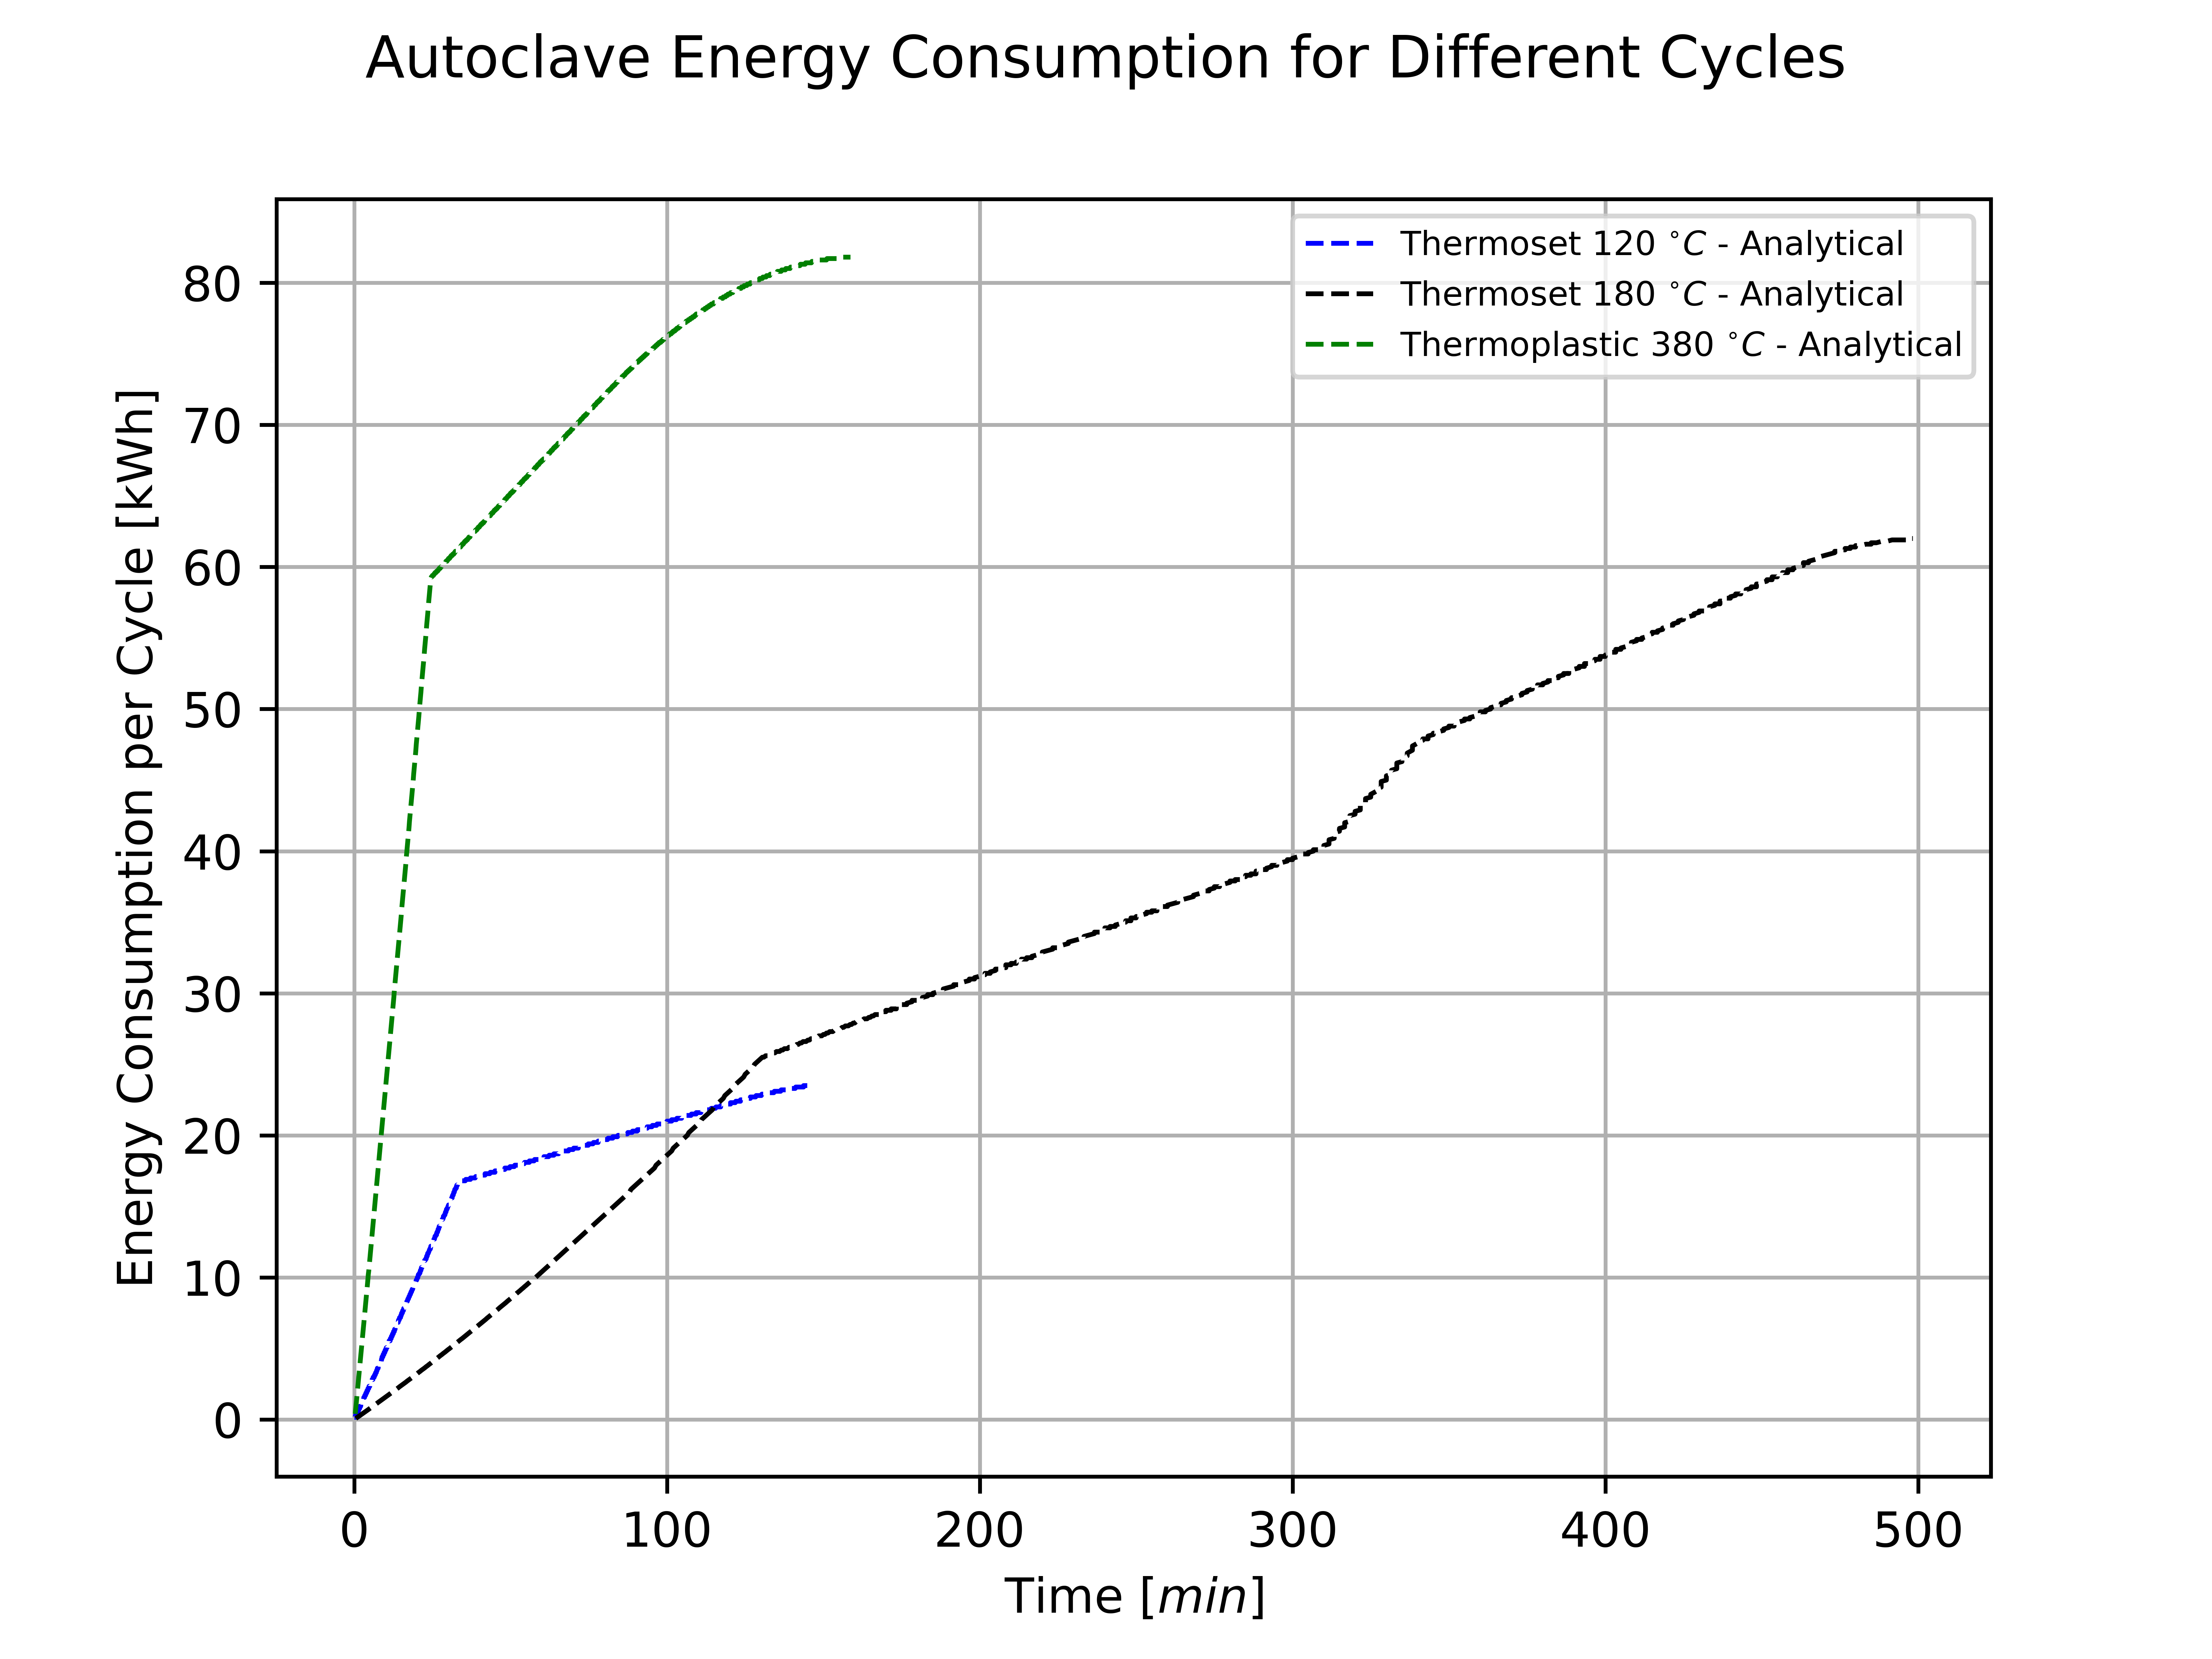 Autoclave Energy Consumption for Different Cycles
Thermoset 120 °C - Analytical
Thermoset 180 °C - Analytical
Thermoplastic 380 °C - Analytical
Energy Consumption per Cycle [kWh]
80
70
60
50
40
30
20
10
0
0 100 200 300 400 500
Time [min]